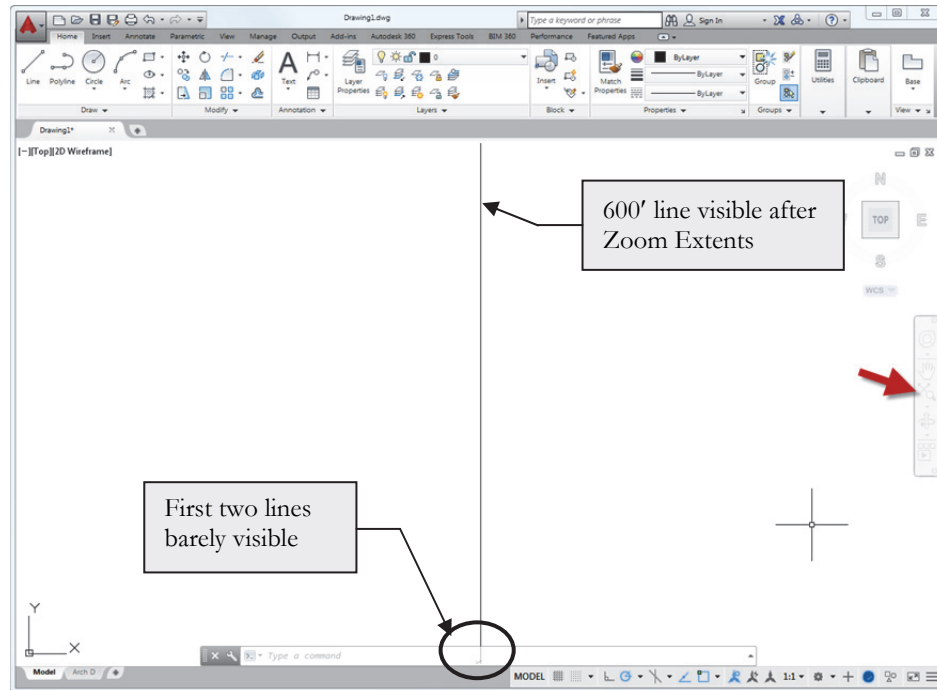 Drawing1.dwg
Type a keyword or phrase
Sign In
Home Insert Annotate Parametric View Manage Output Add-ins Autodesk 360 Express Tools BIM 360 Performance Featured Apps
Line Polyline Circle Arc
Text
Layer Properties
0
Insert
Match Properties
ByLayer
ByLayer
ByLayer
Group
Utilities
Clipboard
Base
Draw Modify Annotation Layers Block Properties Groups View
Drawing1*
[−][Top][2D Wireframe]
600′ line visible after
Zoom Extents
N
TOP
E
S
WCS
First two lines
barely visible
Y
X
Type a command
Model Arch D
MODEL
1:1